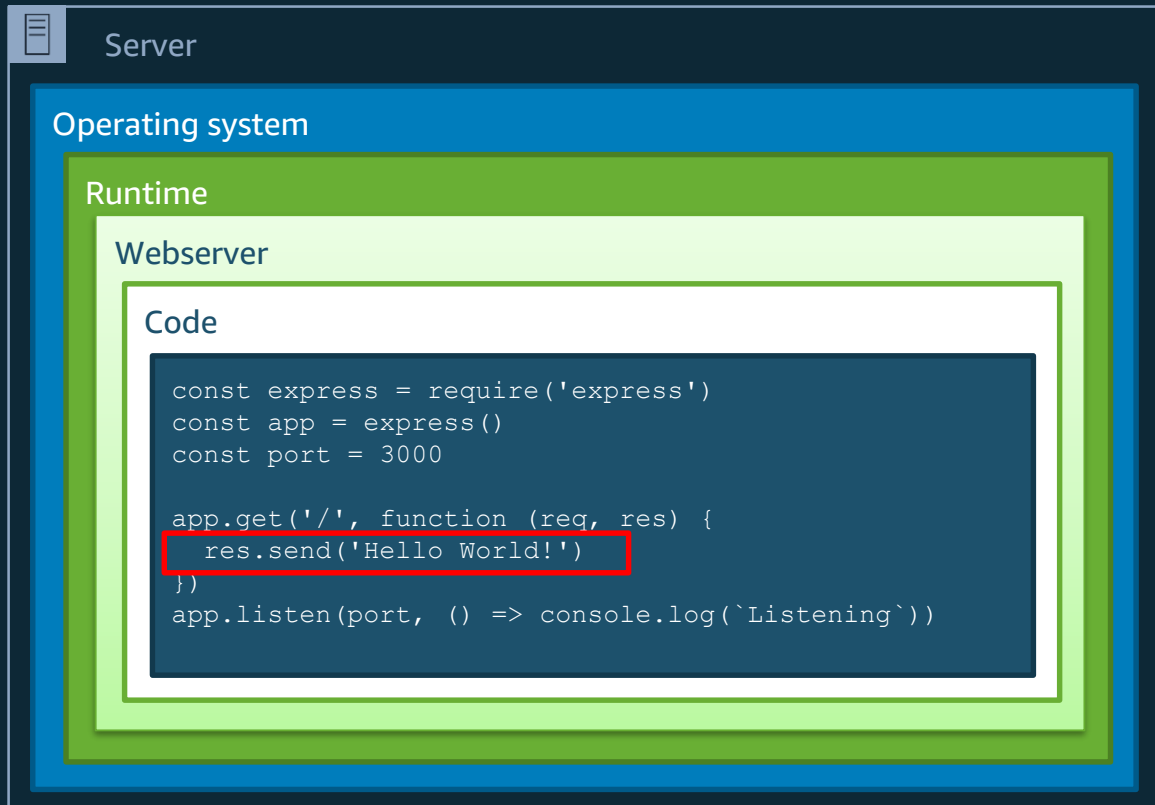 Server
Operating system
Runtime
Webserver
Code
const express = require('express')
const app = express()
const port = 3000
app.get('/', function (req, res) {
  res.send('Hello World!')
})
app.listen(port, () => console.log(`Listening`))